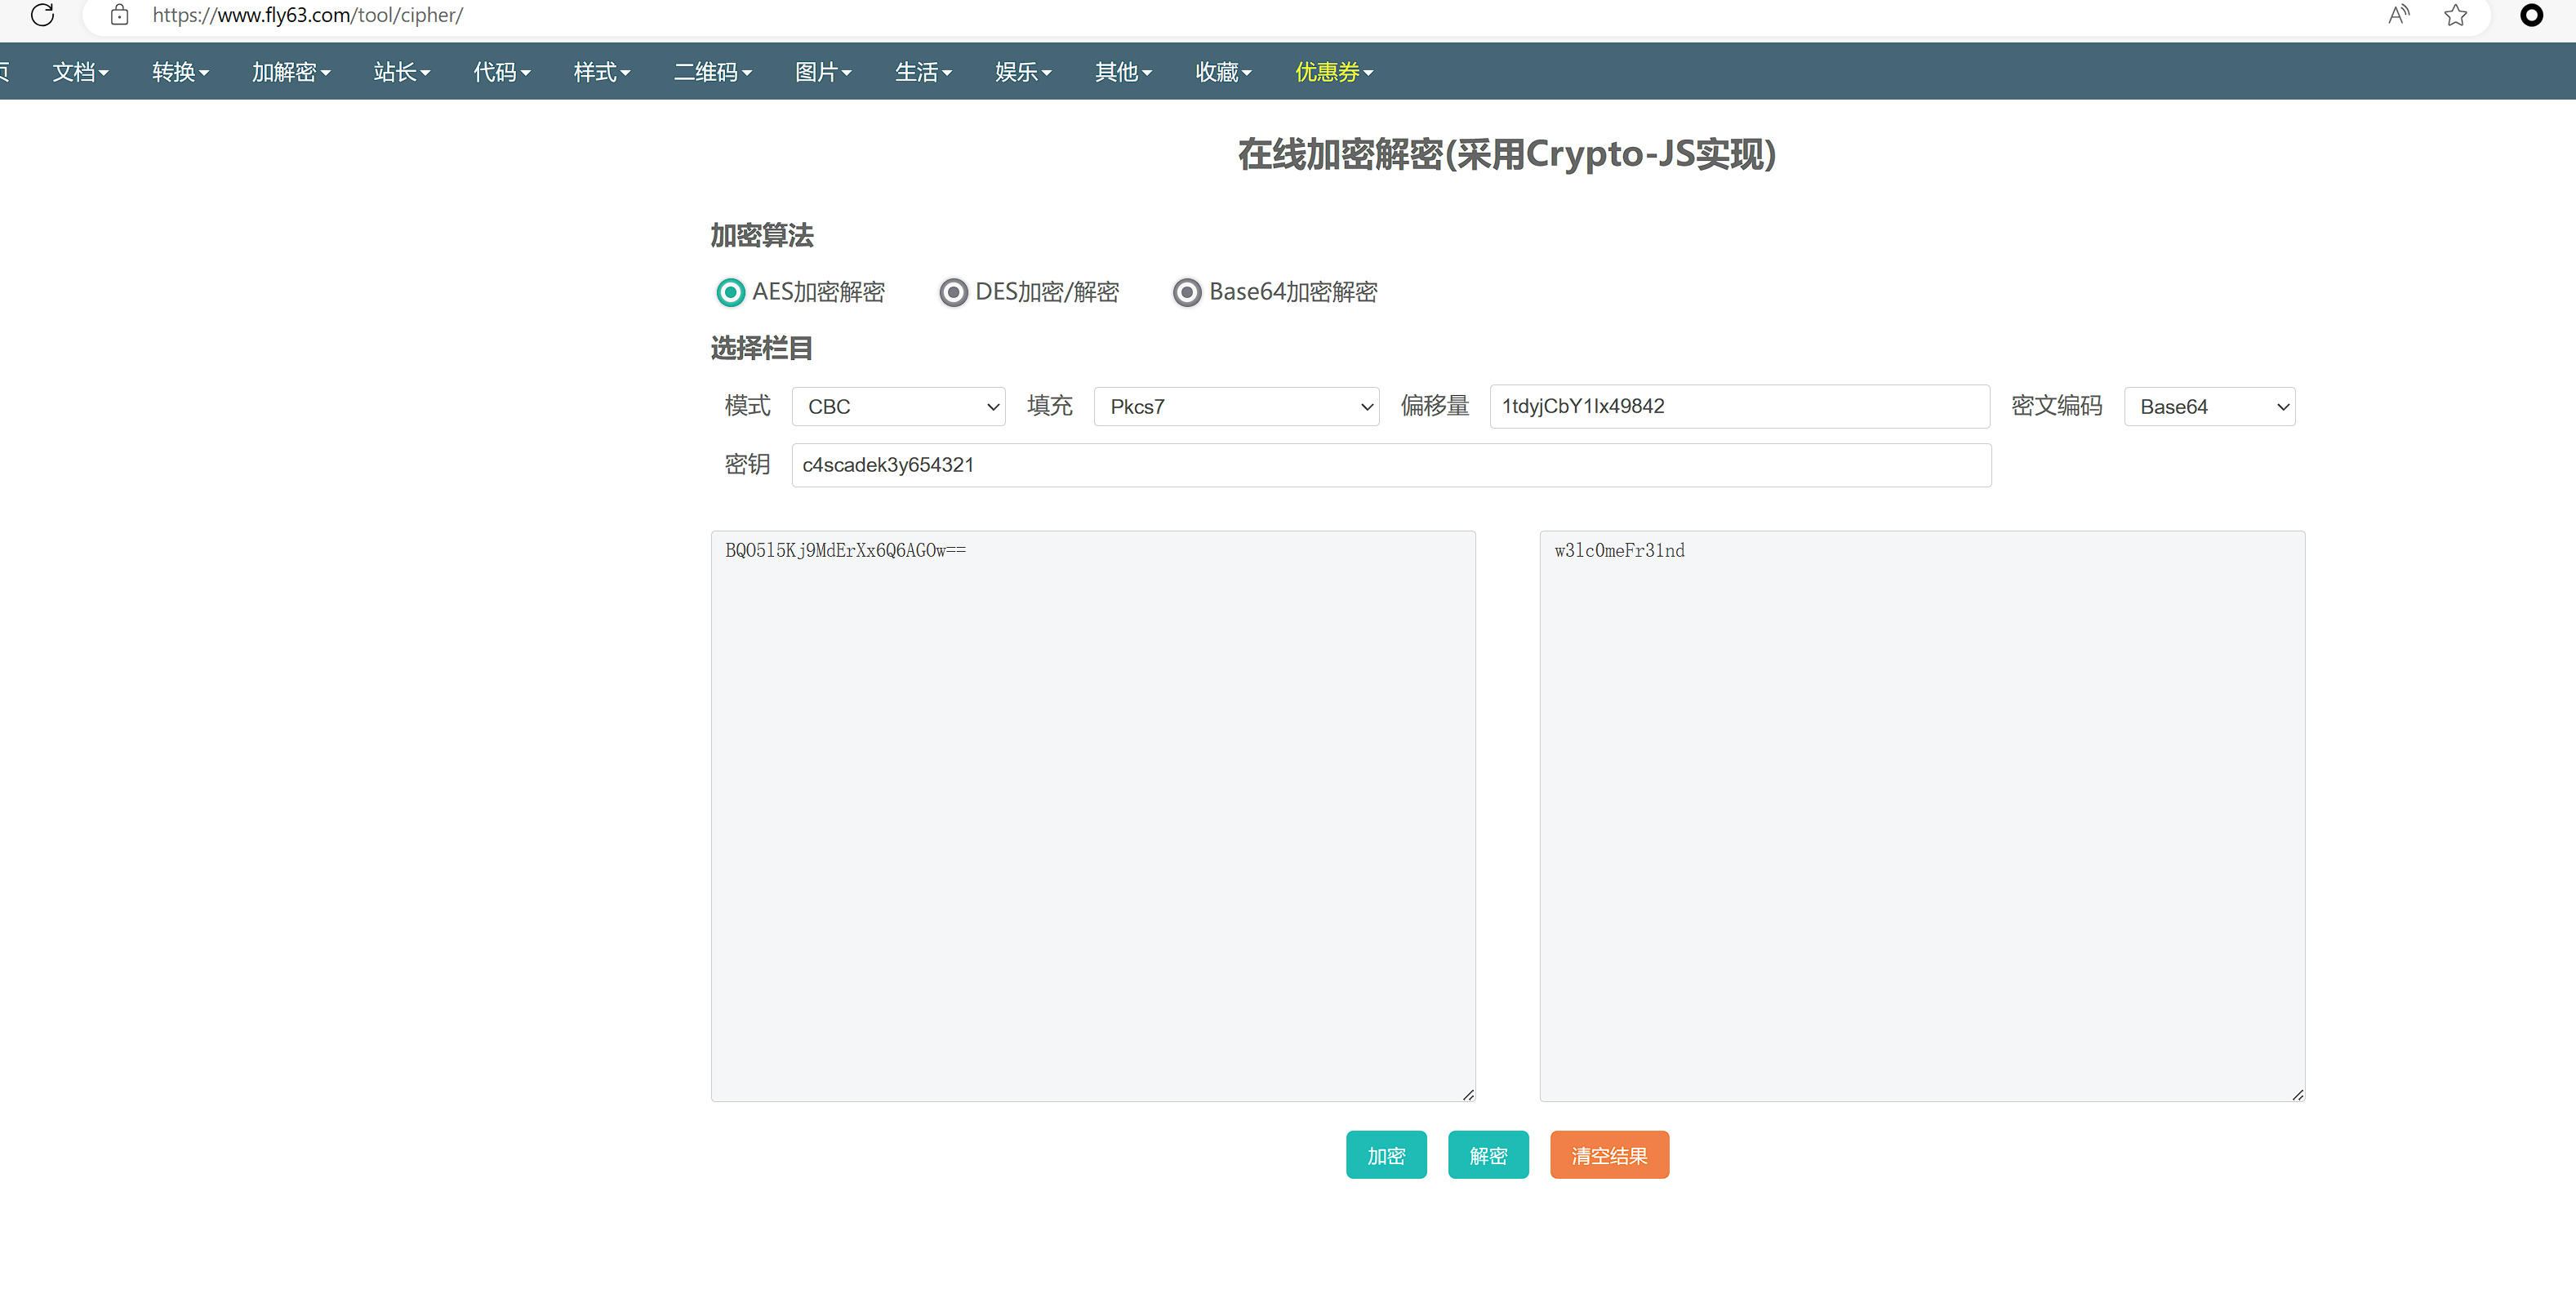 https://www.fly63.com/tool/cipher/
页 文档 转换 加解密 站长 代码 样式 二维码 图片 生活 娱乐 其他 收藏 优惠券
在线加密解密(采用Crypto-JS实现)
加密算法
AES加密解密 DES加密/解密 Base64加密解密
选择栏目
模式 CBC 填充 Pkcs7 偏移量 1tdyjCbY1Ix49842 密文编码 Base64
密钥 c4scadek3y654321
BQO5l5Kj9MdErXx6Q6AGOw== w3lc0meFr31nd
加密 解密 清空结果